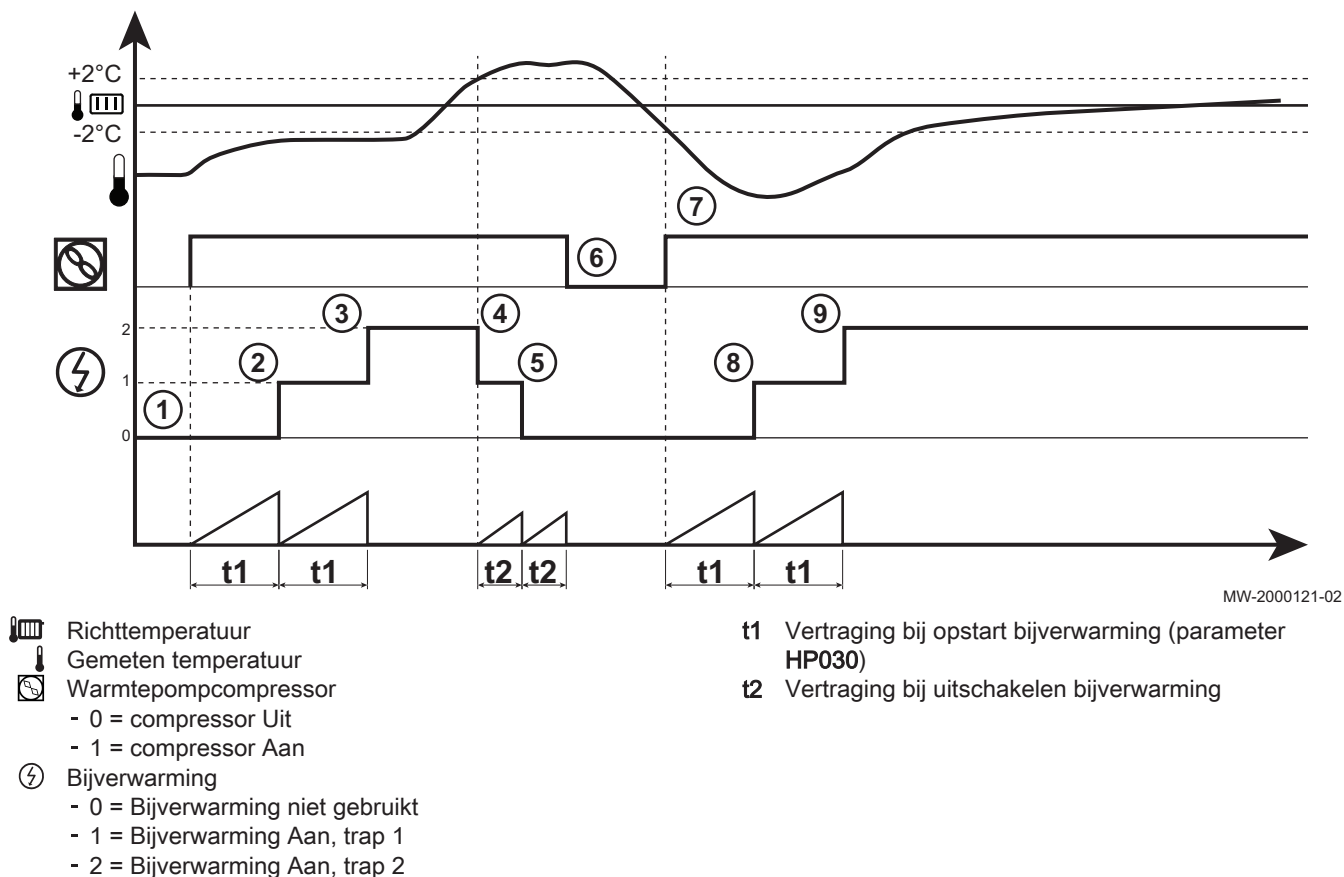 +2°C
-2°C
7
6
3
4
9
2
2
5
8
1
1
0
t1
t1
t2
t2
t1
t1
MW-2000121-02
Richttemperatuur
Gemeten temperatuur
Warmtepompcompressor
- 0 = compressor Uit
- 1 = compressor Aan
Bijverwarming
- 0 = Bijverwarming niet gebruikt
- 1 = Bijverwarming Aan, trap 1
- 2 = Bijverwarming Aan, trap 2
t1 Vertraging bij opstart bijverwarming (parameter
HP030)
t2 Vertraging bij uitschakelen bijverwarming